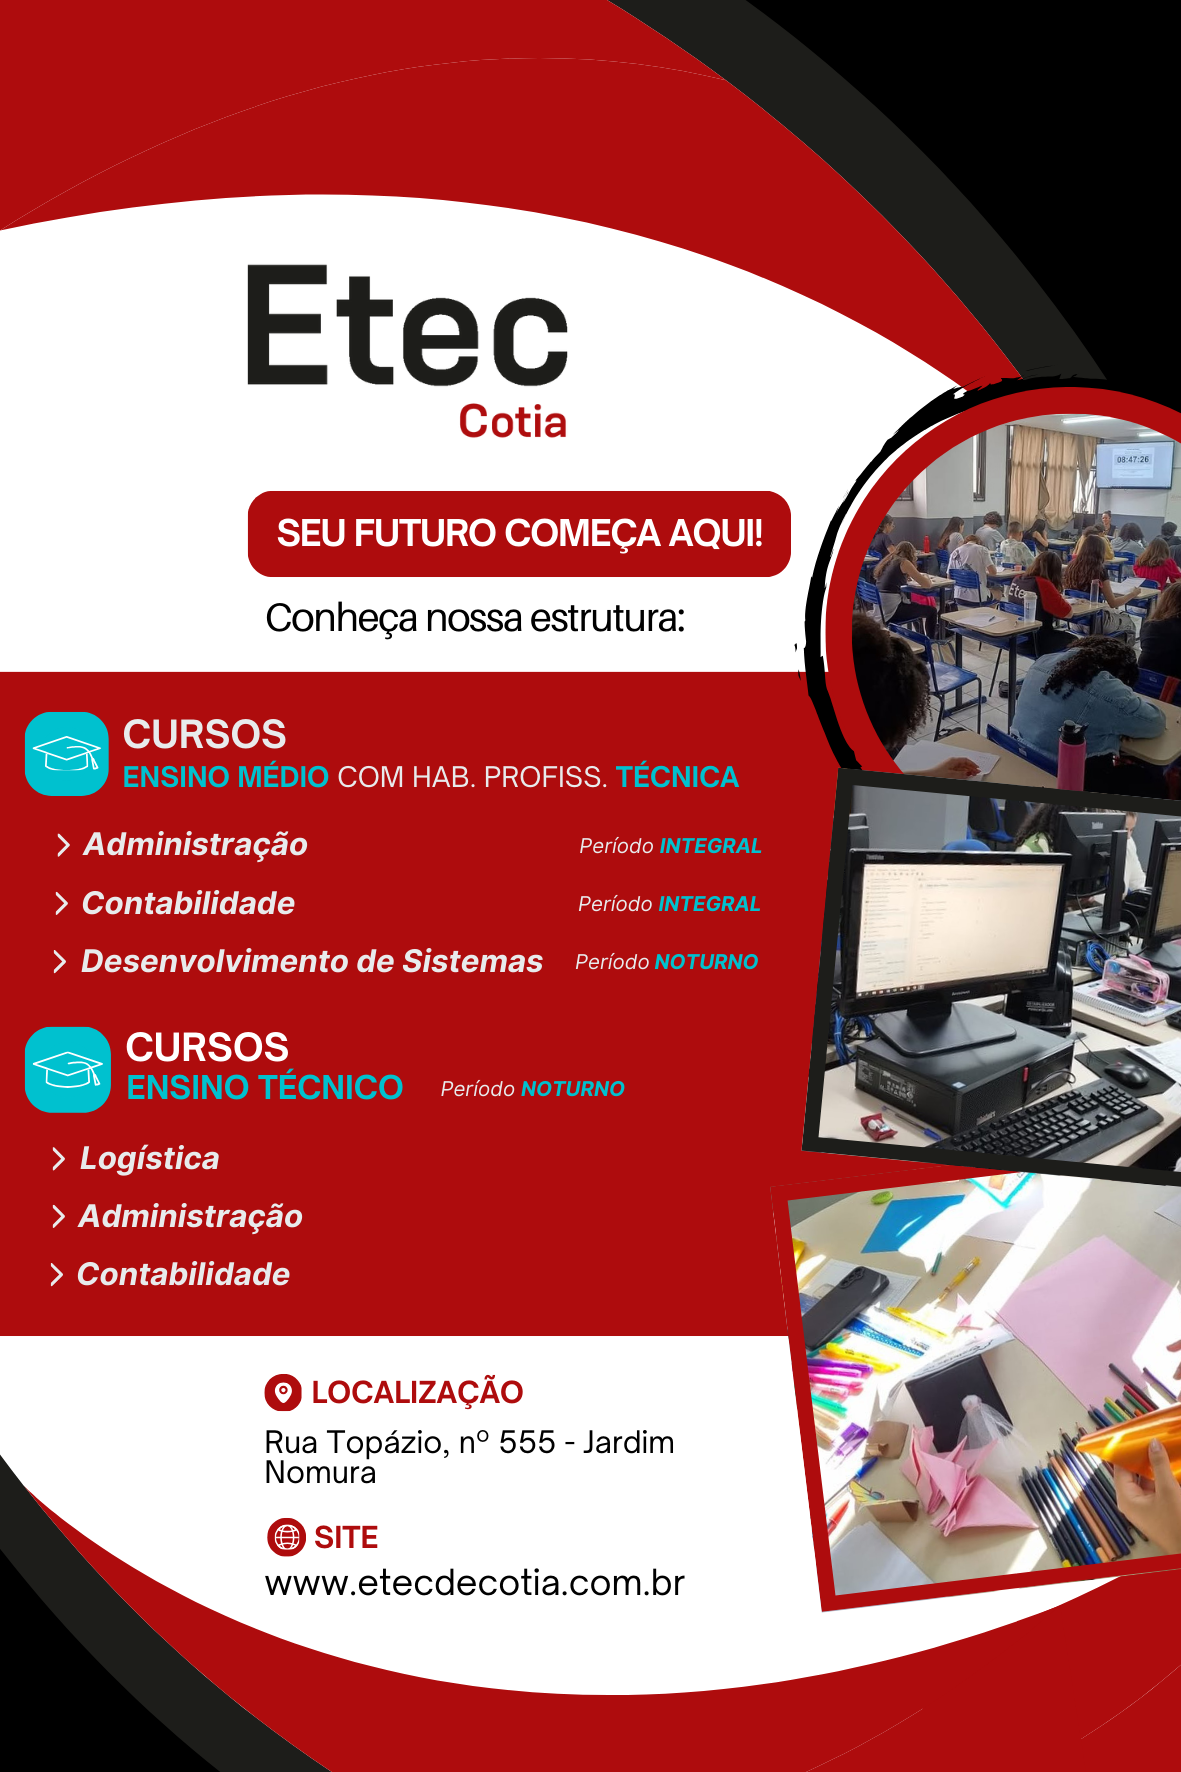 Etec
Cotia
SEU FUTURO COMEÇA AQUI!
Conheça nossa estrutura:
CURSOS
ENSINO MÉDIO COM HAB. PROFISS. TÉCNICA
Administração Período INTEGRAL
Contabilidade Período INTEGRAL
Desenvolvimento de Sistemas Período NOTURNO
CURSOS
ENSINO TÉCNICO Período NOTURNO
Logística
Administração
Contabilidade
LOCALIZAÇÃO
Rua Topázio, nº 555 - Jardim
Nomura
SITE
www.etecdecotia.com.br
08:47:26
Etec